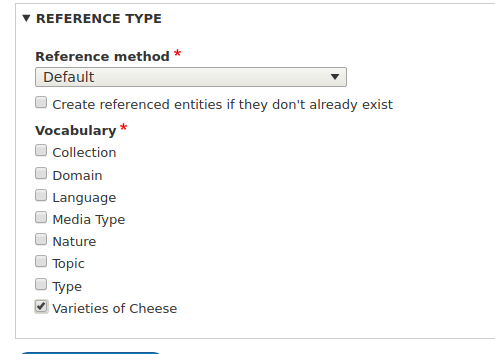 REFERENCE TYPE
Reference method *
Default
Create referenced entities if they don't already exist
Vocabulary *
Collection
Domain
Language
Media Type
Nature
Topic
Type
Varieties of Cheese